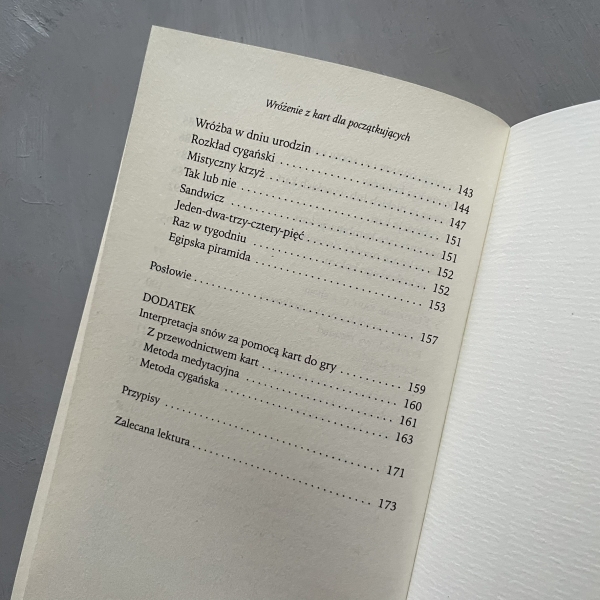 Wróżenie z kart dla początkujących
Wróżba w dniu urodzin . . . . . . . . . . . . . . . . . . . . . . . 143
Rozkład cygański . . . . . . . . . . . . . . . . . . . . . . . . . . . . 144
Mistyczny krzyż . . . . . . . . . . . . . . . . . . . . . . . . . . . . . 147
Tak lub nie . . . . . . . . . . . . . . . . . . . . . . . . . . . . . . . . . 151
Sandwicz . . . . . . . . . . . . . . . . . . . . . . . . . . . . . . . . . . . 151
Jeden-dwa-trzy-cztery-pięć . . . . . . . . . . . . . . . . . . . . 152
Raz w tygodniu . . . . . . . . . . . . . . . . . . . . . . . . . . . . . 152
Egipska piramida . . . . . . . . . . . . . . . . . . . . . . . . . . . . 153
Posłowie . . . . . . . . . . . . . . . . . . . . . . . . . . . . . . . . . . . . . 157
DODATEK
Interpretacja snów za pomocą kart do gry . . . . . . . . . . 159
Z przewodnictwem kart . . . . . . . . . . . . . . . . . . . . . . . 160
Metoda medytacyjna . . . . . . . . . . . . . . . . . . . . . . . . . 161
Metoda cygańska . . . . . . . . . . . . . . . . . . . . . . . . . . . . 163
Przypisy . . . . . . . . . . . . . . . . . . . . . . . . . . . . . . . . . . . . . 171
Zalecana lektura . . . . . . . . . . . . . . . . . . . . . . . . . . . . . . 173